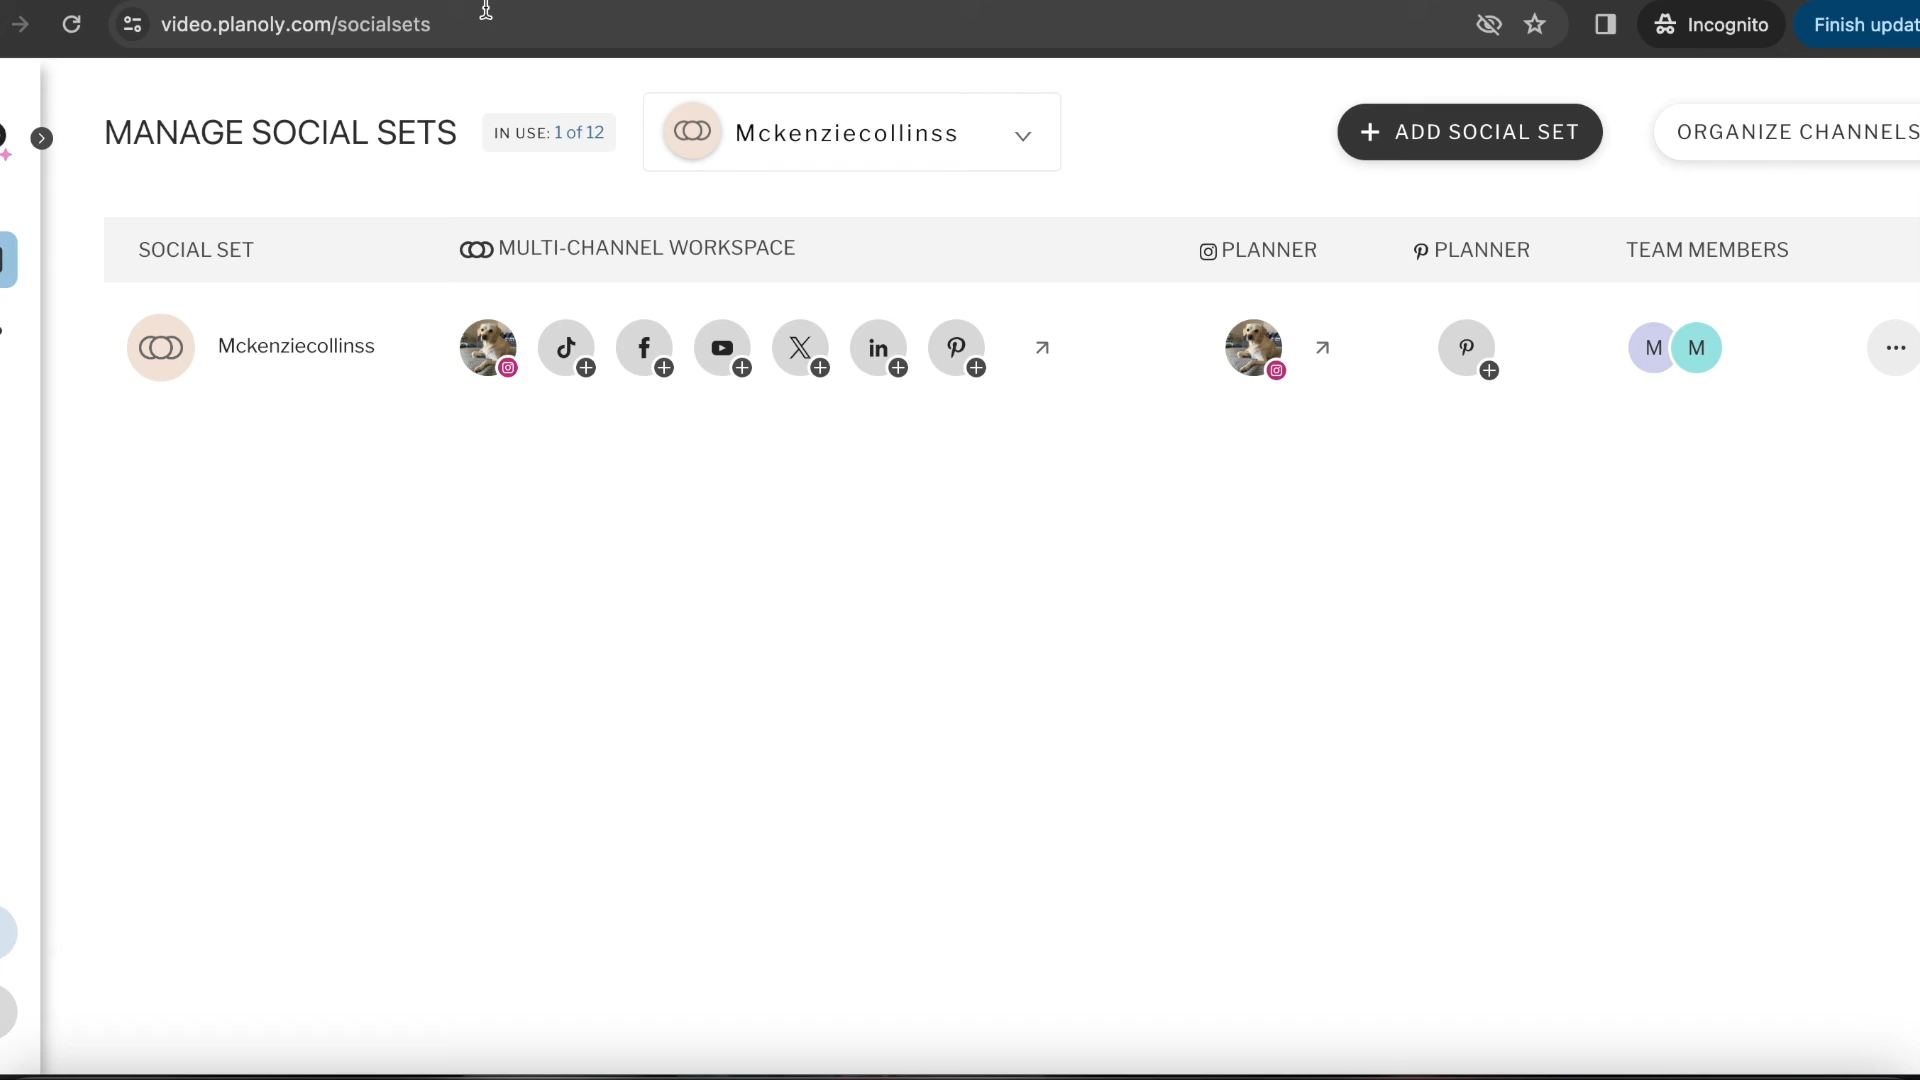 video.planoly.com/socialsets
Incognito
Finish updat
MANAGE SOCIAL SETS
IN USE: 1 of 12
Mckenziecollinss
+ ADD SOCIAL SET
ORGANIZE CHANNELS
SOCIAL SET
MULTI-CHANNEL WORKSPACE
PLANNER
PLANNER
TEAM MEMBERS
Mckenziecollinss
M
M